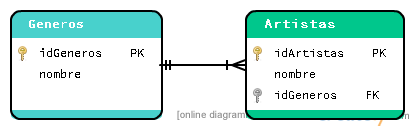 Generos
idGeneros PK
nombre
Artistas
idArtistas PK
nombre
idGeneros FK
[online diagram